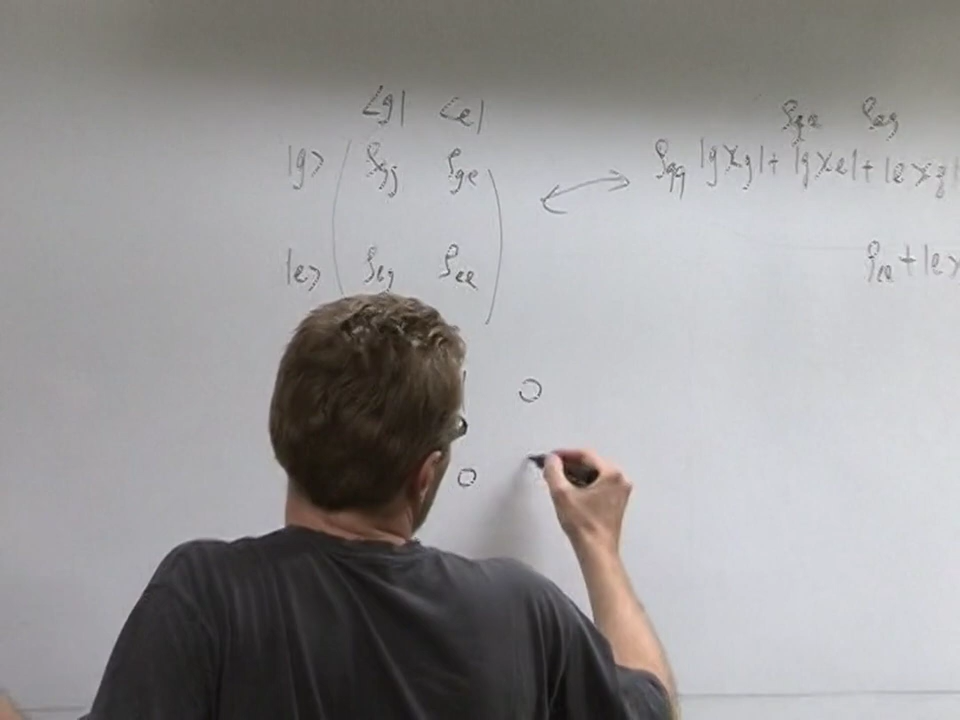 ⟨g| ⟨e|
ρge ρeg
|g⟩ ρgg ρge ↔ ρgg |g⟩⟨g| + |g⟩⟨e| + |e⟩⟨g|
|e⟩ ρeg ρee
ρee + |e⟩
0
0